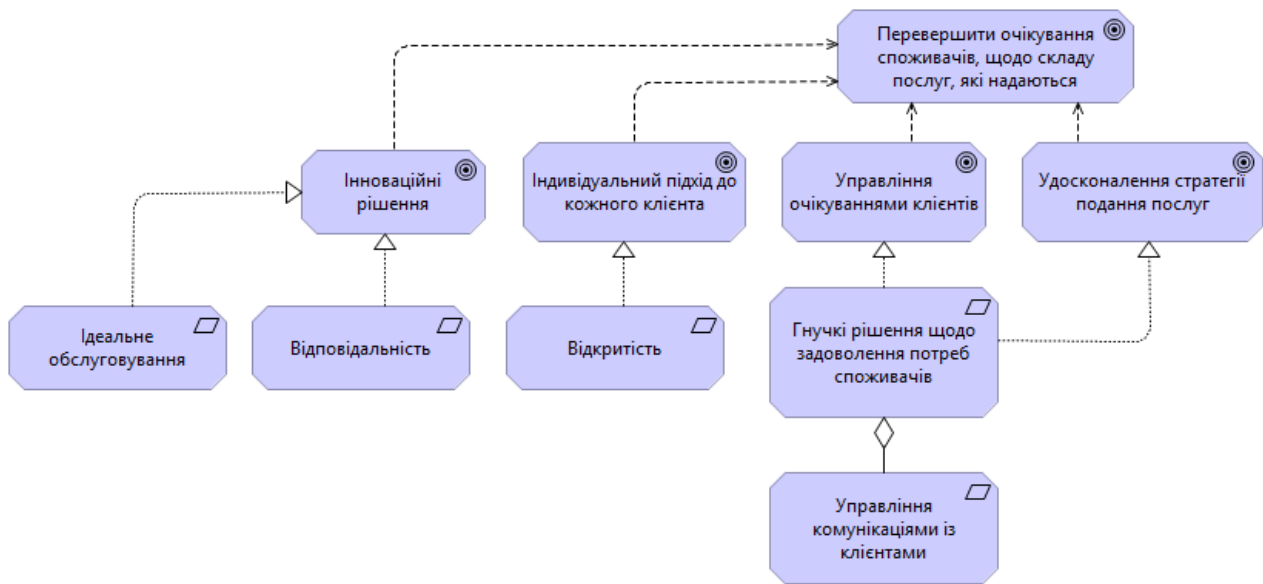 Перевершити очікування
споживачів, щодо складу
послуг, які надаються
Інноваційні
рішення
Індивідуальний підхід до
кожного клієнта
Управління
очікуваннями клієнтів
Удосконалення стратегії
подання послуг
Ідеальне
обслуговування
Відповідальність
Відкритість
Гнучкі рішення щодо
задоволення потреб
споживачів
Управління
комунікаціями із
клієнтами